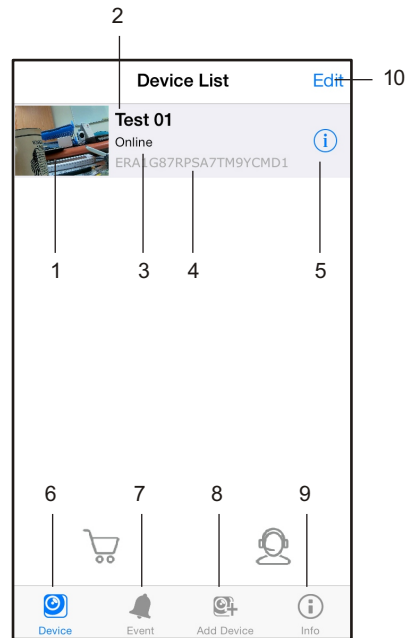 2
Device List Edit 10
Test 01
Online
ERA1G87RPSA7TM9YCMD1
1 3 4 5
6 7 8 9
Device Event Add Device Info